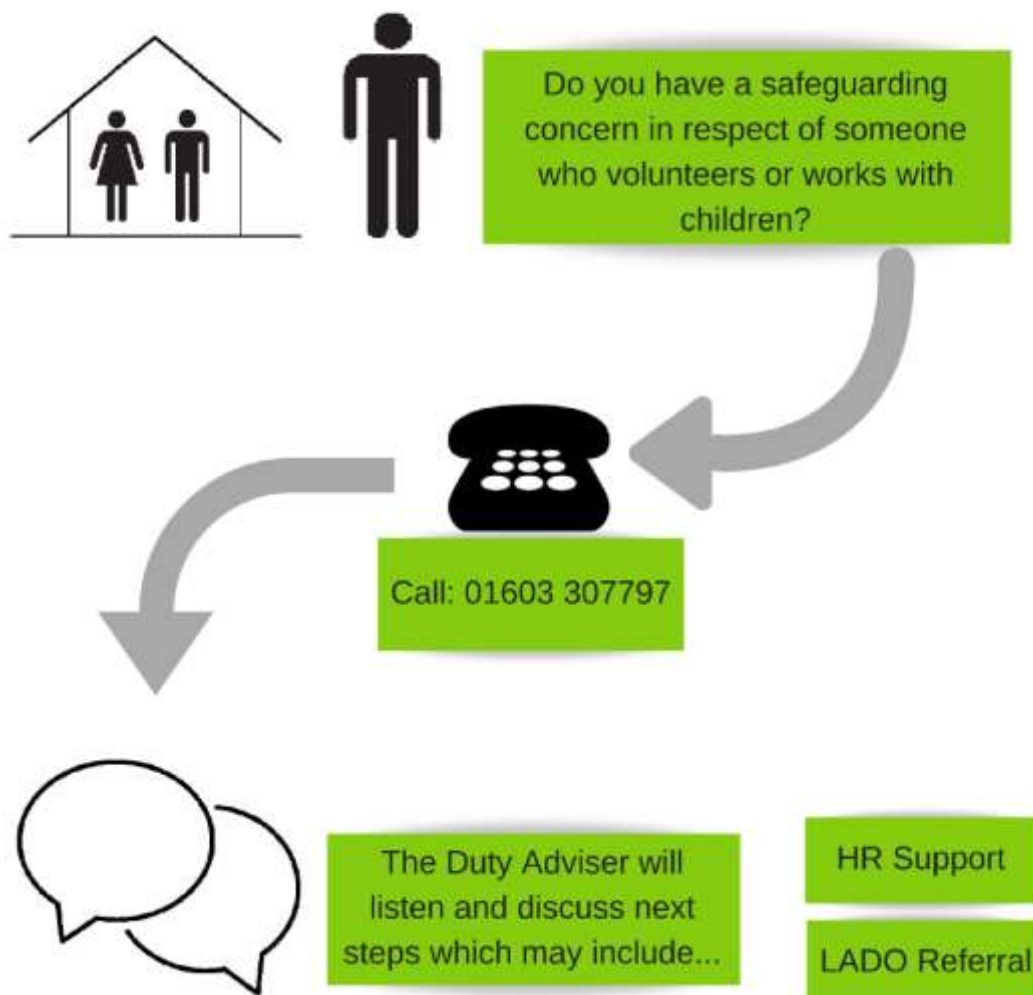 Do you have a safeguarding
concern in respect of someone
who volunteers or works with
children?
Call: 01603 307797
The Duty Adviser will
listen and discuss next
steps which may include...
HR Support
LADO Referral